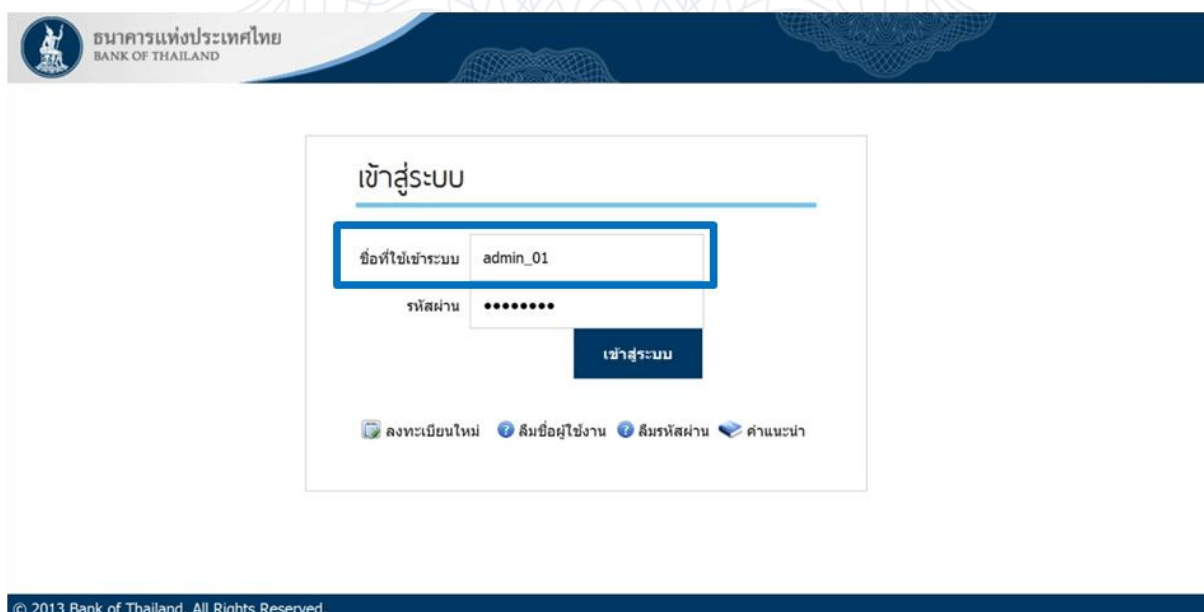 ธนาคารแห่งประเทศไทย
BANK OF THAILAND
เข้าสู่ระบบ
ชื่อที่ใช้เข้าระบบ admin_01
รหัสผ่าน ••••••••
เข้าสู่ระบบ
ลงทะเบียนใหม่ ลืมชื่อผู้ใช้งาน ลืมรหัสผ่าน คำแนะนำ
© 2013 Bank of Thailand. All Rights Reserved.